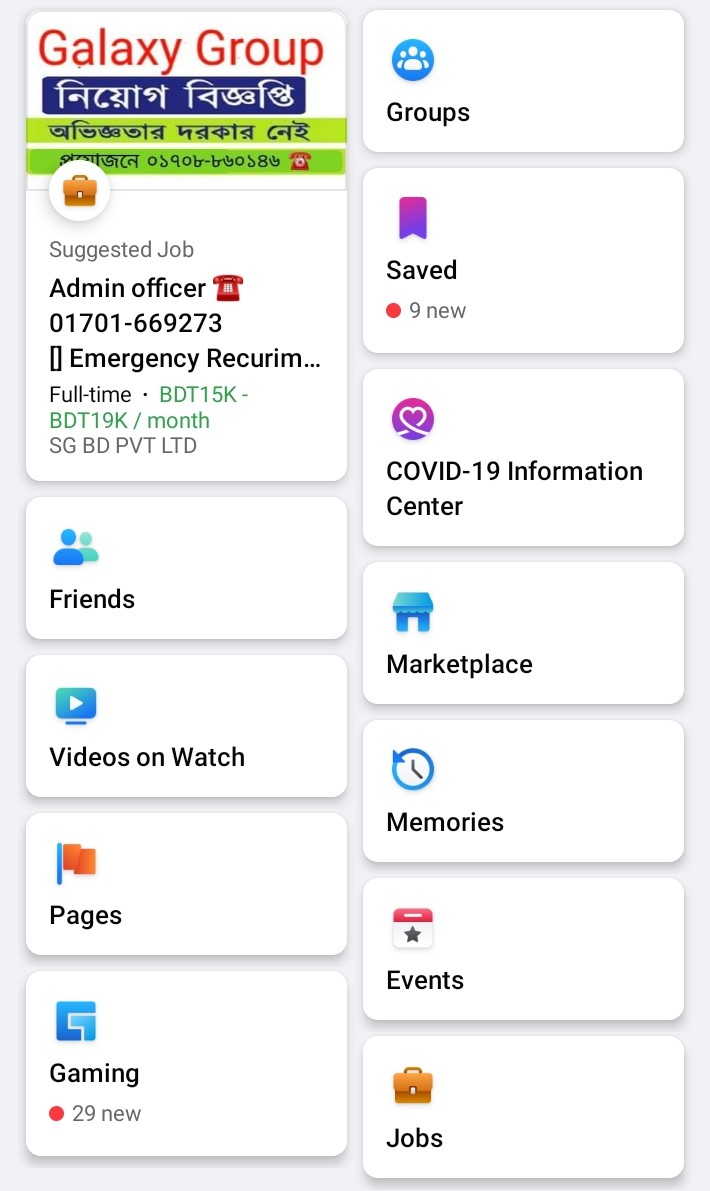 Galaxy Group
নিয়োগ বিজ্ঞপ্তি
অভিজ্ঞতার দরকার নেই
প্রয়োজনে ০১৭০৮-৮৬০১৪৬ ☎️
Suggested Job
Admin officer ☎️
01701-669273
[] Emergency Recurim...
Full-time · BDT15K -
BDT19K / month
SG BD PVT LTD
Friends
Videos on Watch
Pages
Gaming
29 new
Groups
Saved
9 new
COVID-19 Information
Center
Marketplace
Memories
Events
Jobs